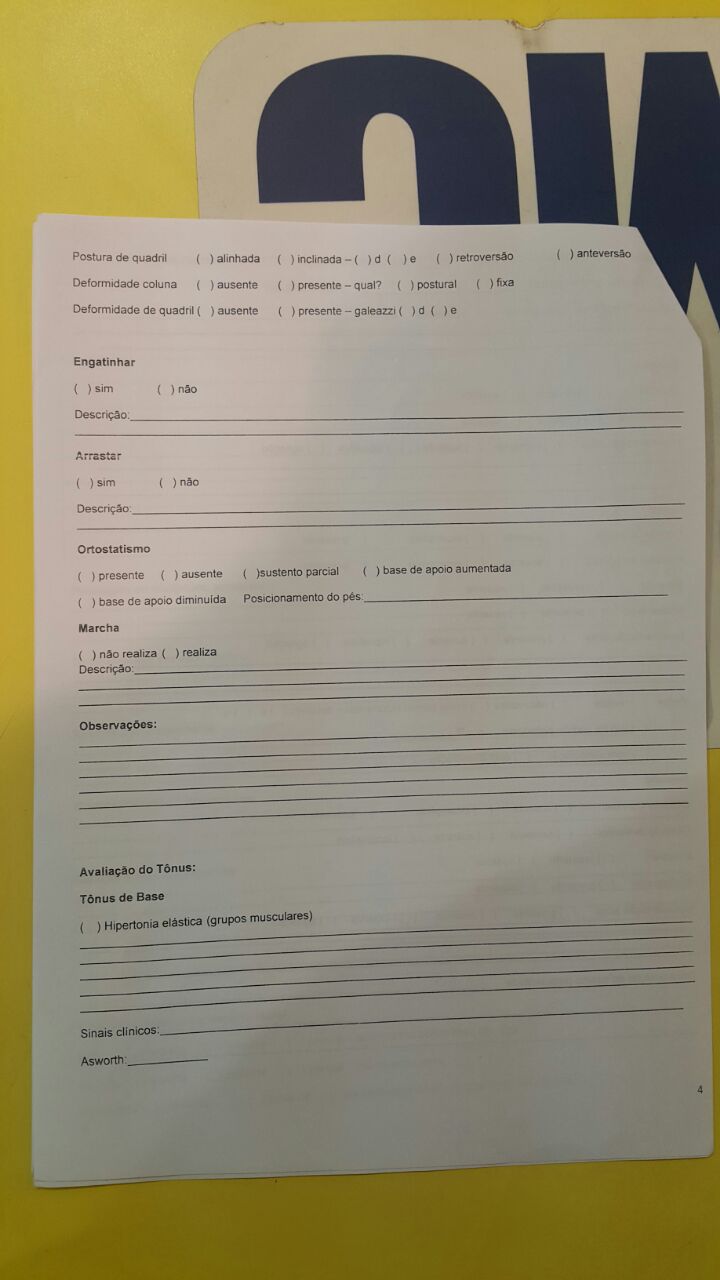 Postura de quadril ( ) alinhada ( ) inclinada – ( ) d ( ) e ( ) retroversão ( ) anteversão
Deformidade coluna ( ) ausente ( ) presente – qual? ( ) postural ( ) fixa
Deformidade de quadril ( ) ausente ( ) presente – galeazzi ( ) d ( ) e
Engatinhar
( ) sim ( ) não
Descrição:
Arrastar
( ) sim ( ) não
Descrição:
Ortostatismo
( ) presente ( ) ausente ( )sustento parcial ( ) base de apoio aumentada
( ) base de apoio diminuída Posicionamento do pés:
Marcha
( ) não realiza ( ) realiza
Descrição:
Observações:
Avaliação do Tônus:
Tônus de Base
( ) Hipertonia elástica (grupos musculares)
Sinais clínicos:
Asworth:
4